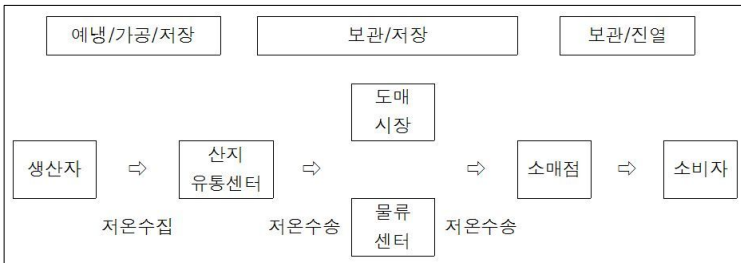 예냉/가공/저장
보관/저장
보관/진열
도매
시장
생산자 ⇨ 산지
유통센터 ⇨ ⇨ 소매점 ⇨ 소비자
저온수집 저온수송 물류
센터 저온수송